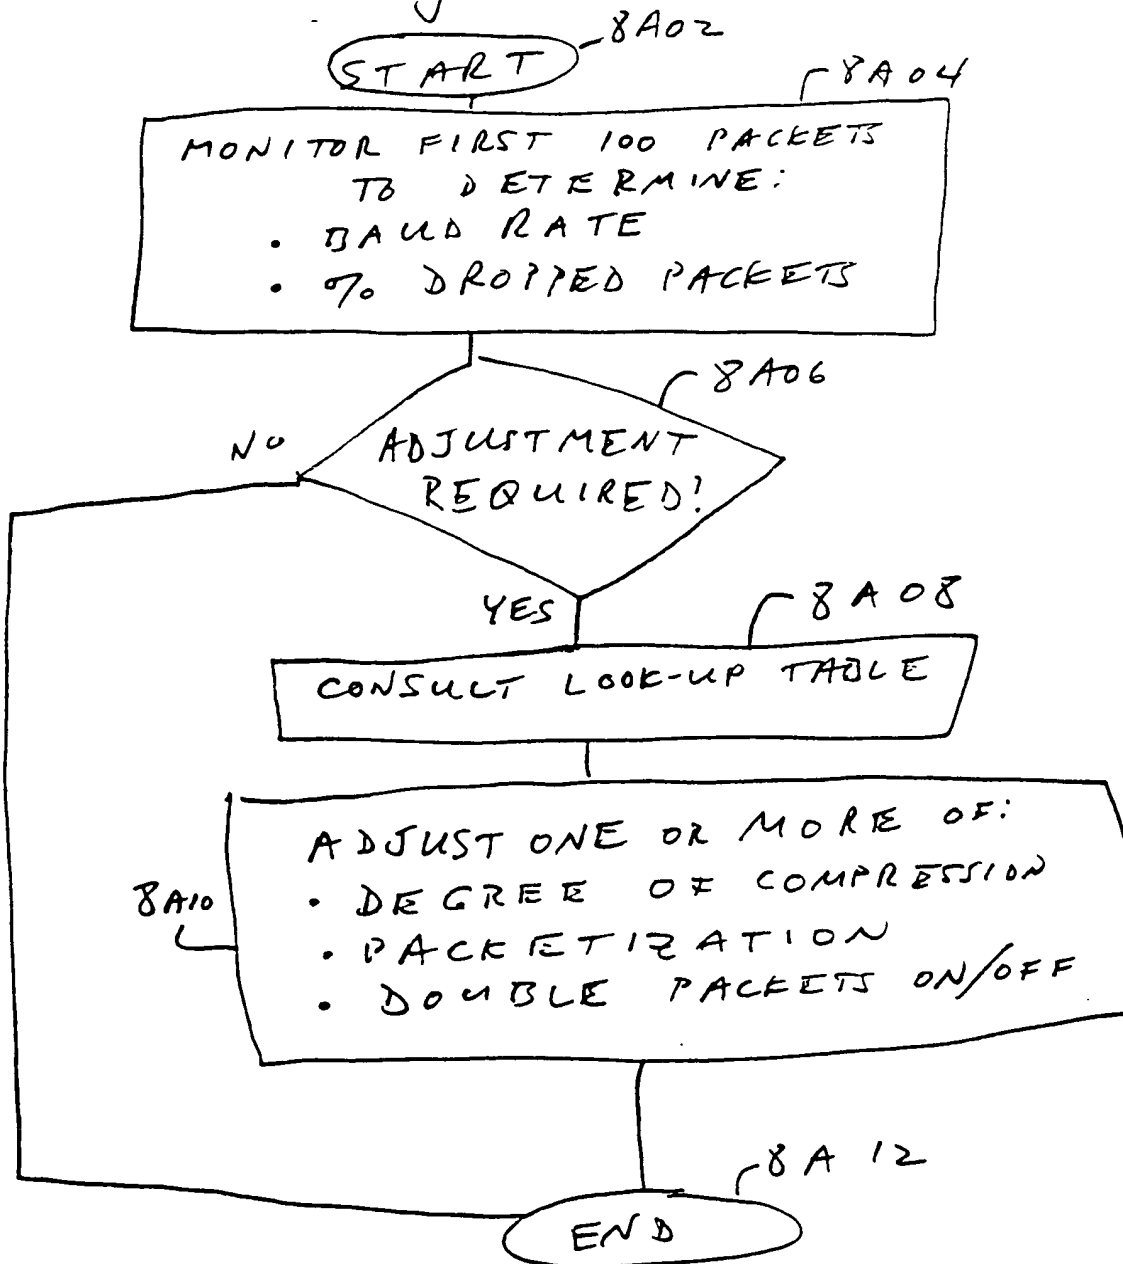 8A02
START
8A04
MONITOR FIRST 100 PACKETS
TO DETERMINE:
• BAUD RATE
• % DROPPED PACKETS
8A06
NO
ADJUSTMENT
REQUIRED?
YES
8A08
CONSULT LOOK-UP TABLE
ADJUST ONE OR MORE OF:
• DEGREE OF COMPRESSION
8A10
• PACKETIZATION
• DOUBLE PACKETS ON/OFF
8A12
END